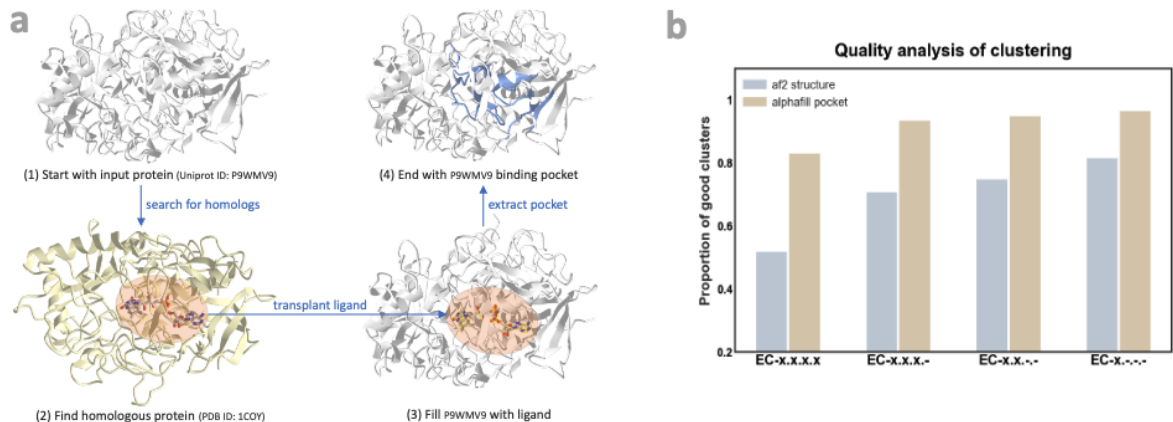 a
(1) Start with input protein (Uniprot ID: P9WMV9)
search for homologs
(2) Find homologous protein (PDB ID: 1COY)
transplant ligand
(3) Fill P9WMV9 with ligand
extract pocket
(4) End with P9WMV9 binding pocket
b
Quality analysis of clustering
af2 structure
alphafill pocket
Proportion of good clusters
1
0.8
0.6
0.4
0.2
EC-x.x.x.x EC-x.x.x.- EC-x.x.-.- EC-x.-.-.-